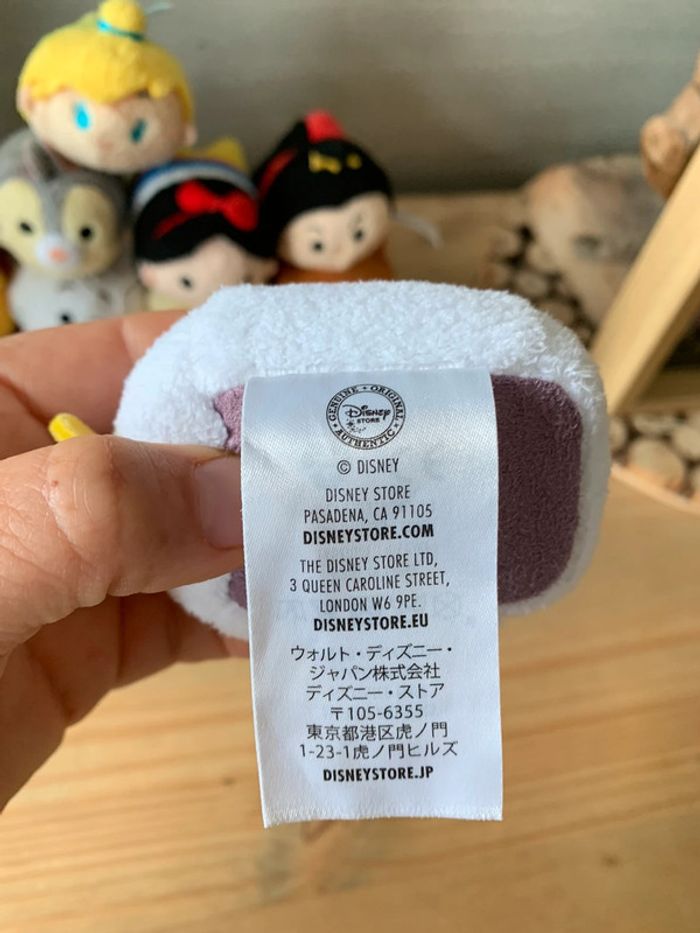 GENUINE • ORIGINAL
Disney
STORE
AUTHENTIC
© DISNEY
DISNEY STORE
PASADENA, CA 91105
DISNEYSTORE.COM
THE DISNEY STORE LTD,
3 QUEEN CAROLINE STREET,
LONDON W6 9PE.
DISNEYSTORE.EU
ウォルト・ディズニー・
ジャパン株式会社
ディズニー・ストア
〒105-6355
東京都港区虎ノ門
1-23-1虎ノ門ヒルズ
DISNEYSTORE.JP